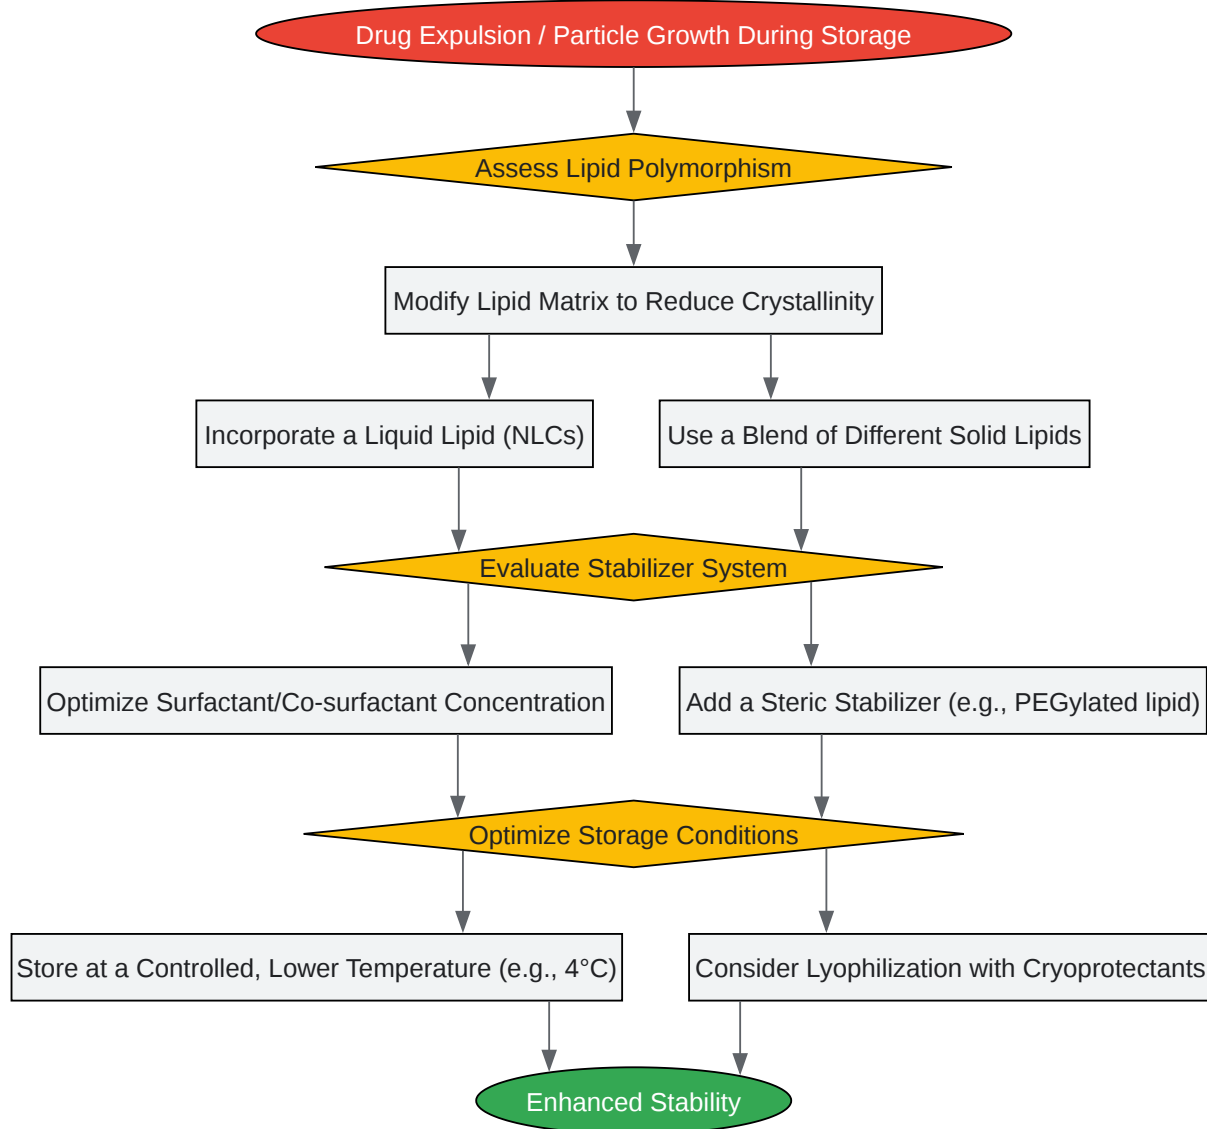 Drug Expulsion / Particle Growth During Storage
Assess Lipid Polymorphism
Modify Lipid Matrix to Reduce Crystallinity
Incorporate a Liquid Lipid (NLCs)
Use a Blend of Different Solid Lipids
Evaluate Stabilizer System
Optimize Surfactant/Co-surfactant Concentration
Add a Steric Stabilizer (e.g., PEGylated lipid)
Optimize Storage Conditions
Store at a Controlled, Lower Temperature (e.g., 4°C)
Consider Lyophilization with Cryoprotectants
Enhanced Stability